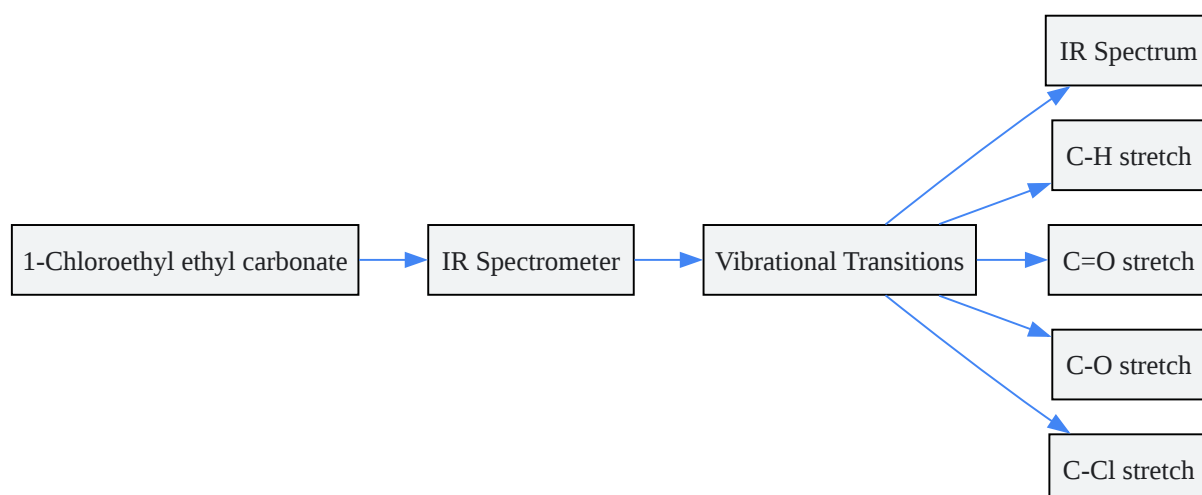 IR Spectrum
C-H stretch
1-Chloroethyl ethyl carbonate
IR Spectrometer
Vibrational Transitions
C=O stretch
C-O stretch
C-Cl stretch